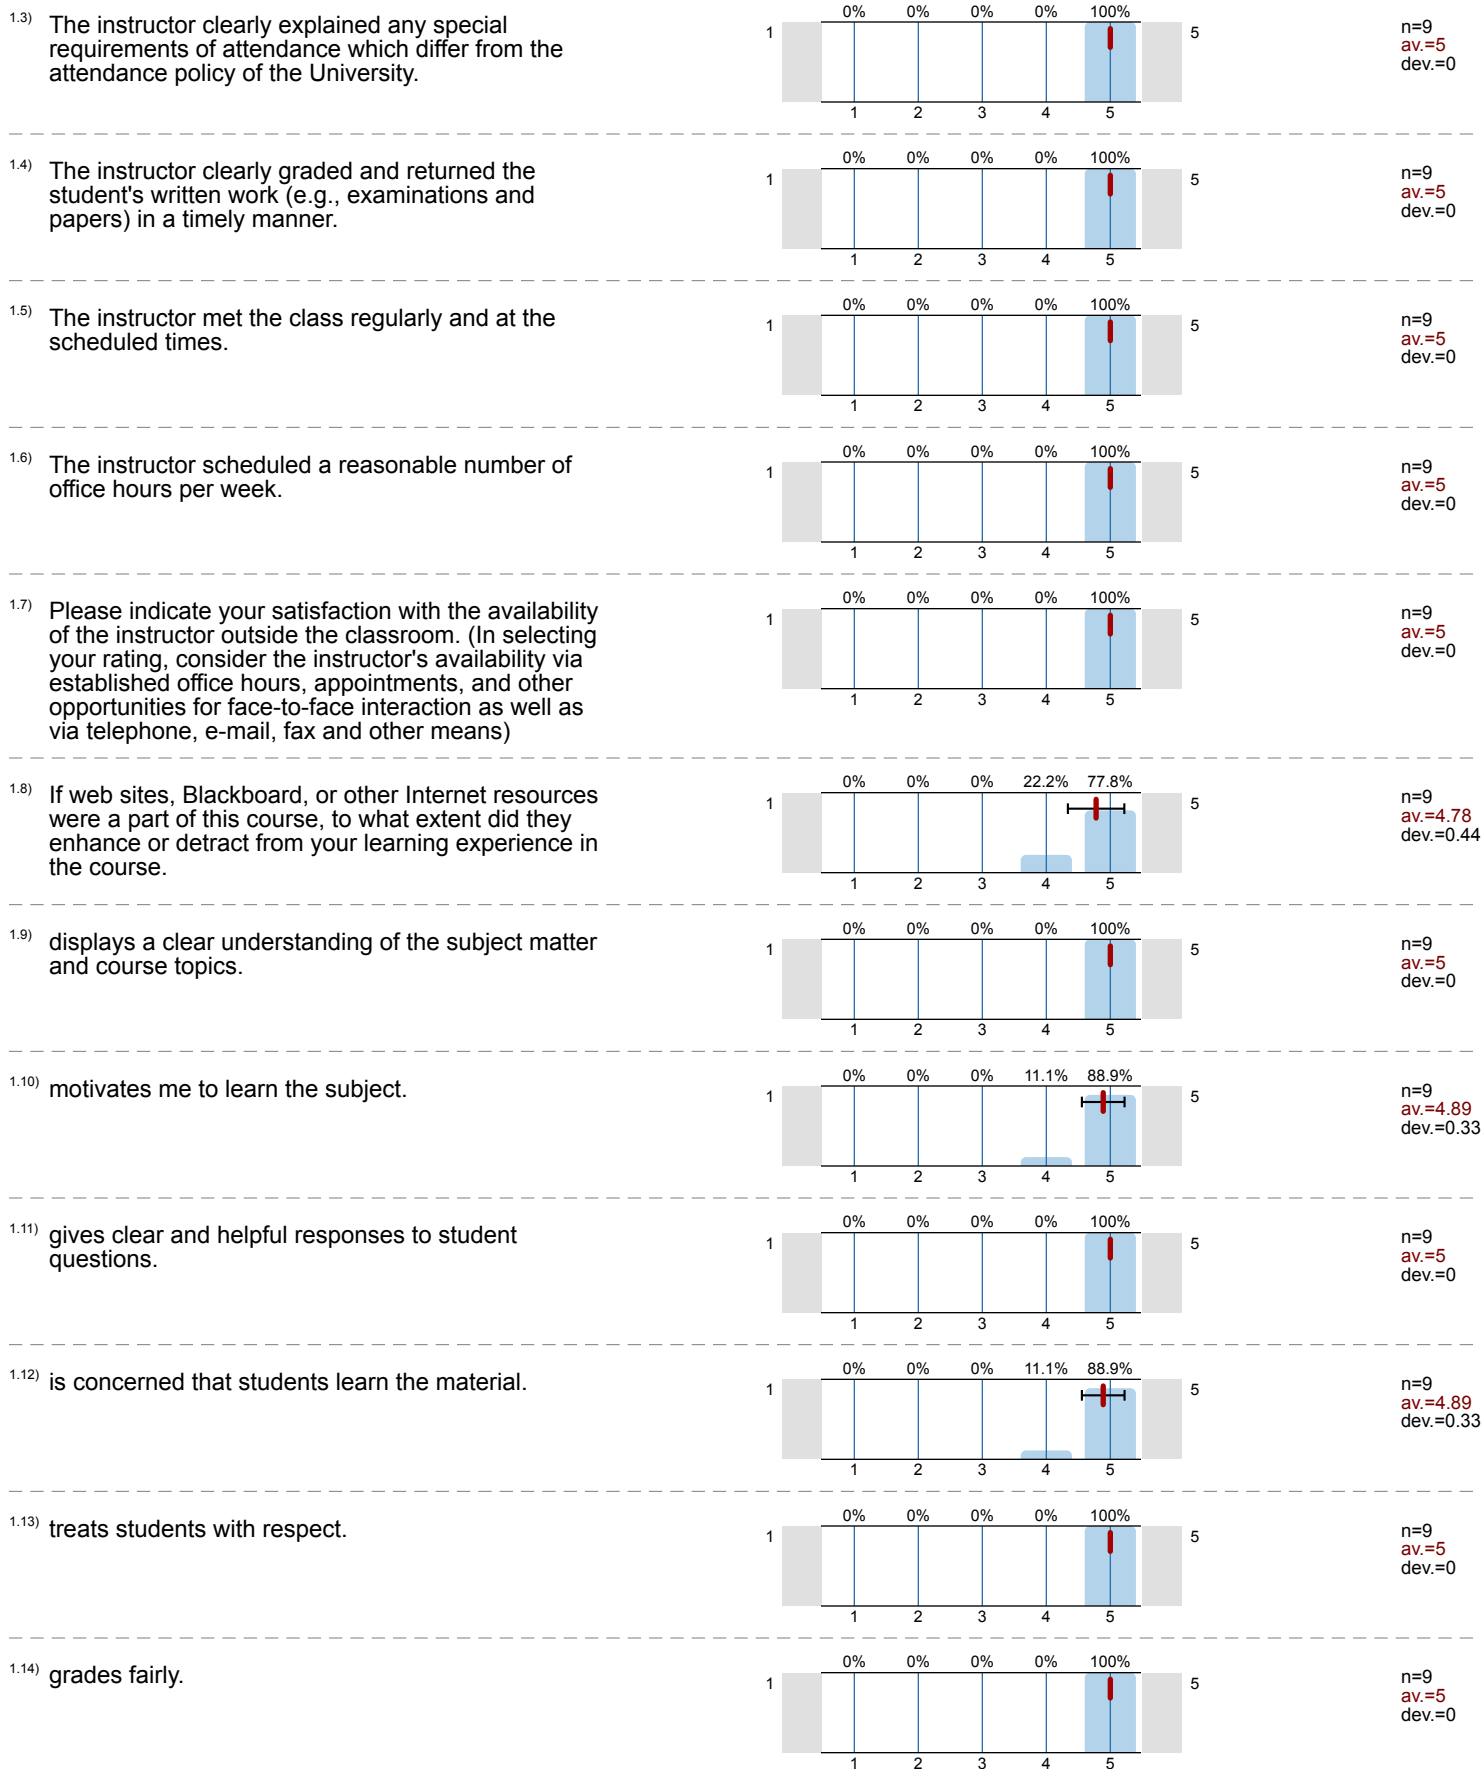 1.3) The instructor clearly explained any special
requirements of attendance which differ from the
attendance policy of the University.
0% 0% 0% 0% 100%
1 5
1 2 3 4 5
n=9
av.=5
dev.=0
1.4) The instructor clearly graded and returned the
student's written work (e.g., examinations and
papers) in a timely manner.
0% 0% 0% 0% 100%
1 5
1 2 3 4 5
n=9
av.=5
dev.=0
1.5) The instructor met the class regularly and at the
scheduled times.
0% 0% 0% 0% 100%
1 5
1 2 3 4 5
n=9
av.=5
dev.=0
1.6) The instructor scheduled a reasonable number of
office hours per week.
0% 0% 0% 0% 100%
1 5
1 2 3 4 5
n=9
av.=5
dev.=0
1.7) Please indicate your satisfaction with the availability
of the instructor outside the classroom. (In selecting
your rating, consider the instructor's availability via
established office hours, appointments, and other
opportunities for face-to-face interaction as well as
via telephone, e-mail, fax and other means)
0% 0% 0% 0% 100%
1 5
1 2 3 4 5
n=9
av.=5
dev.=0
1.8) If web sites, Blackboard, or other Internet resources
were a part of this course, to what extent did they
enhance or detract from your learning experience in
the course.
0% 0% 0% 22.2% 77.8%
1 5
1 2 3 4 5
n=9
av.=4.78
dev.=0.44
1.9) displays a clear understanding of the subject matter
and course topics.
0% 0% 0% 0% 100%
1 5
1 2 3 4 5
n=9
av.=5
dev.=0
1.10) motivates me to learn the subject.
0% 0% 0% 11.1% 88.9%
1 5
1 2 3 4 5
n=9
av.=4.89
dev.=0.33
1.11) gives clear and helpful responses to student
questions.
0% 0% 0% 0% 100%
1 5
1 2 3 4 5
n=9
av.=5
dev.=0
1.12) is concerned that students learn the material.
0% 0% 0% 11.1% 88.9%
1 5
1 2 3 4 5
n=9
av.=4.89
dev.=0.33
1.13) treats students with respect.
0% 0% 0% 0% 100%
1 5
1 2 3 4 5
n=9
av.=5
dev.=0
1.14) grades fairly.
0% 0% 0% 0% 100%
1 5
1 2 3 4 5
n=9
av.=5
dev.=0